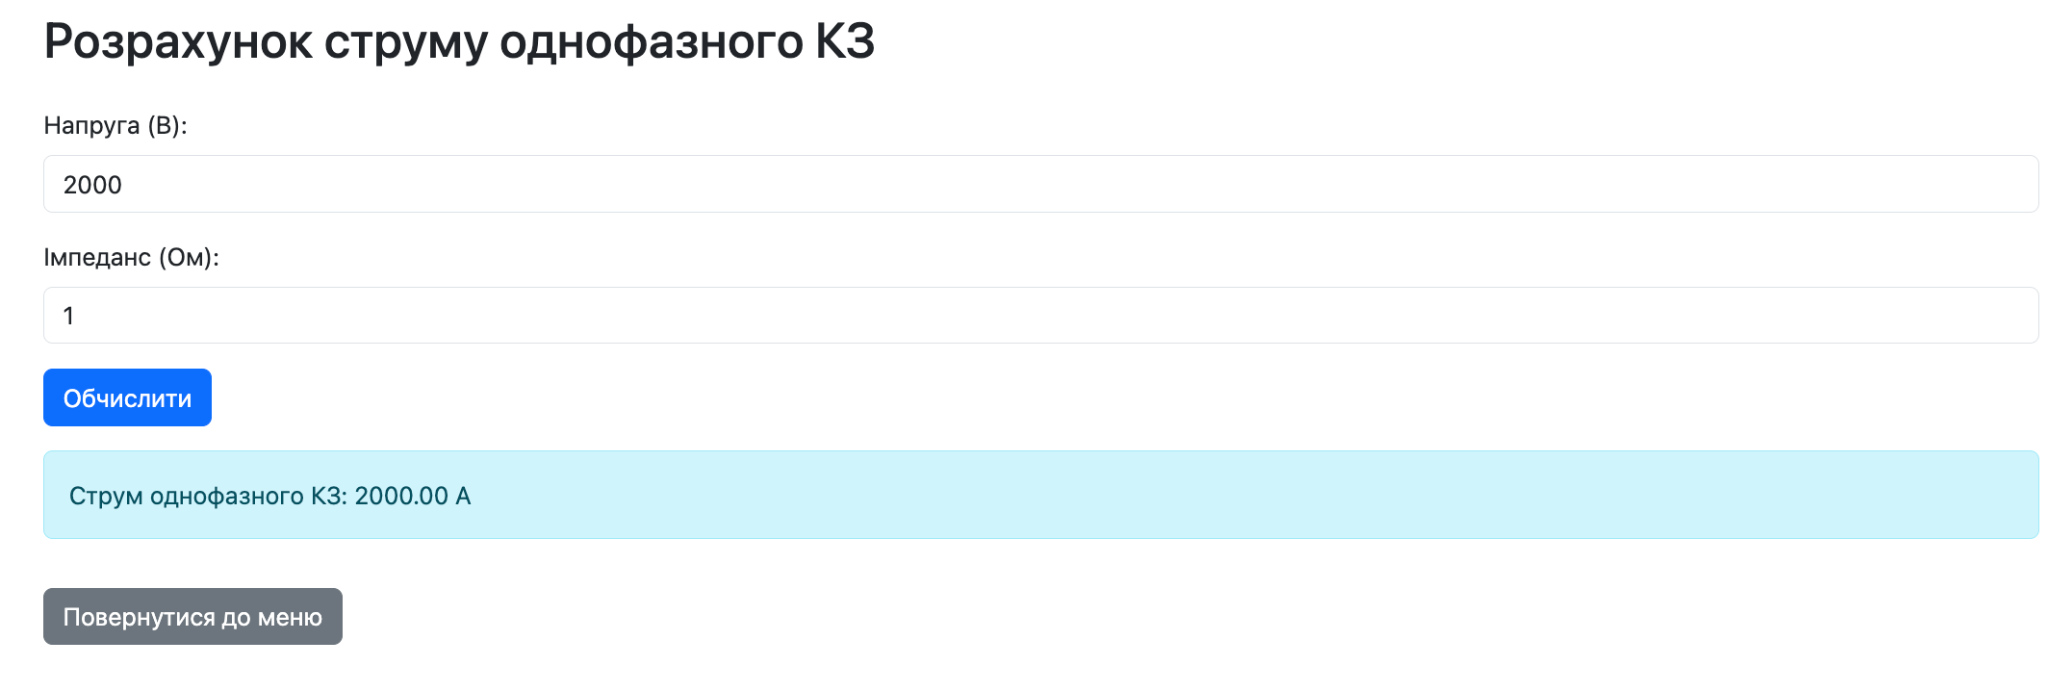 Розрахунок струму однофазного КЗ
Напруга (В):
2000
Імпеданс (Ом):
1
Обчислити
Струм однофазного КЗ: 2000.00 А
Повернутися до меню